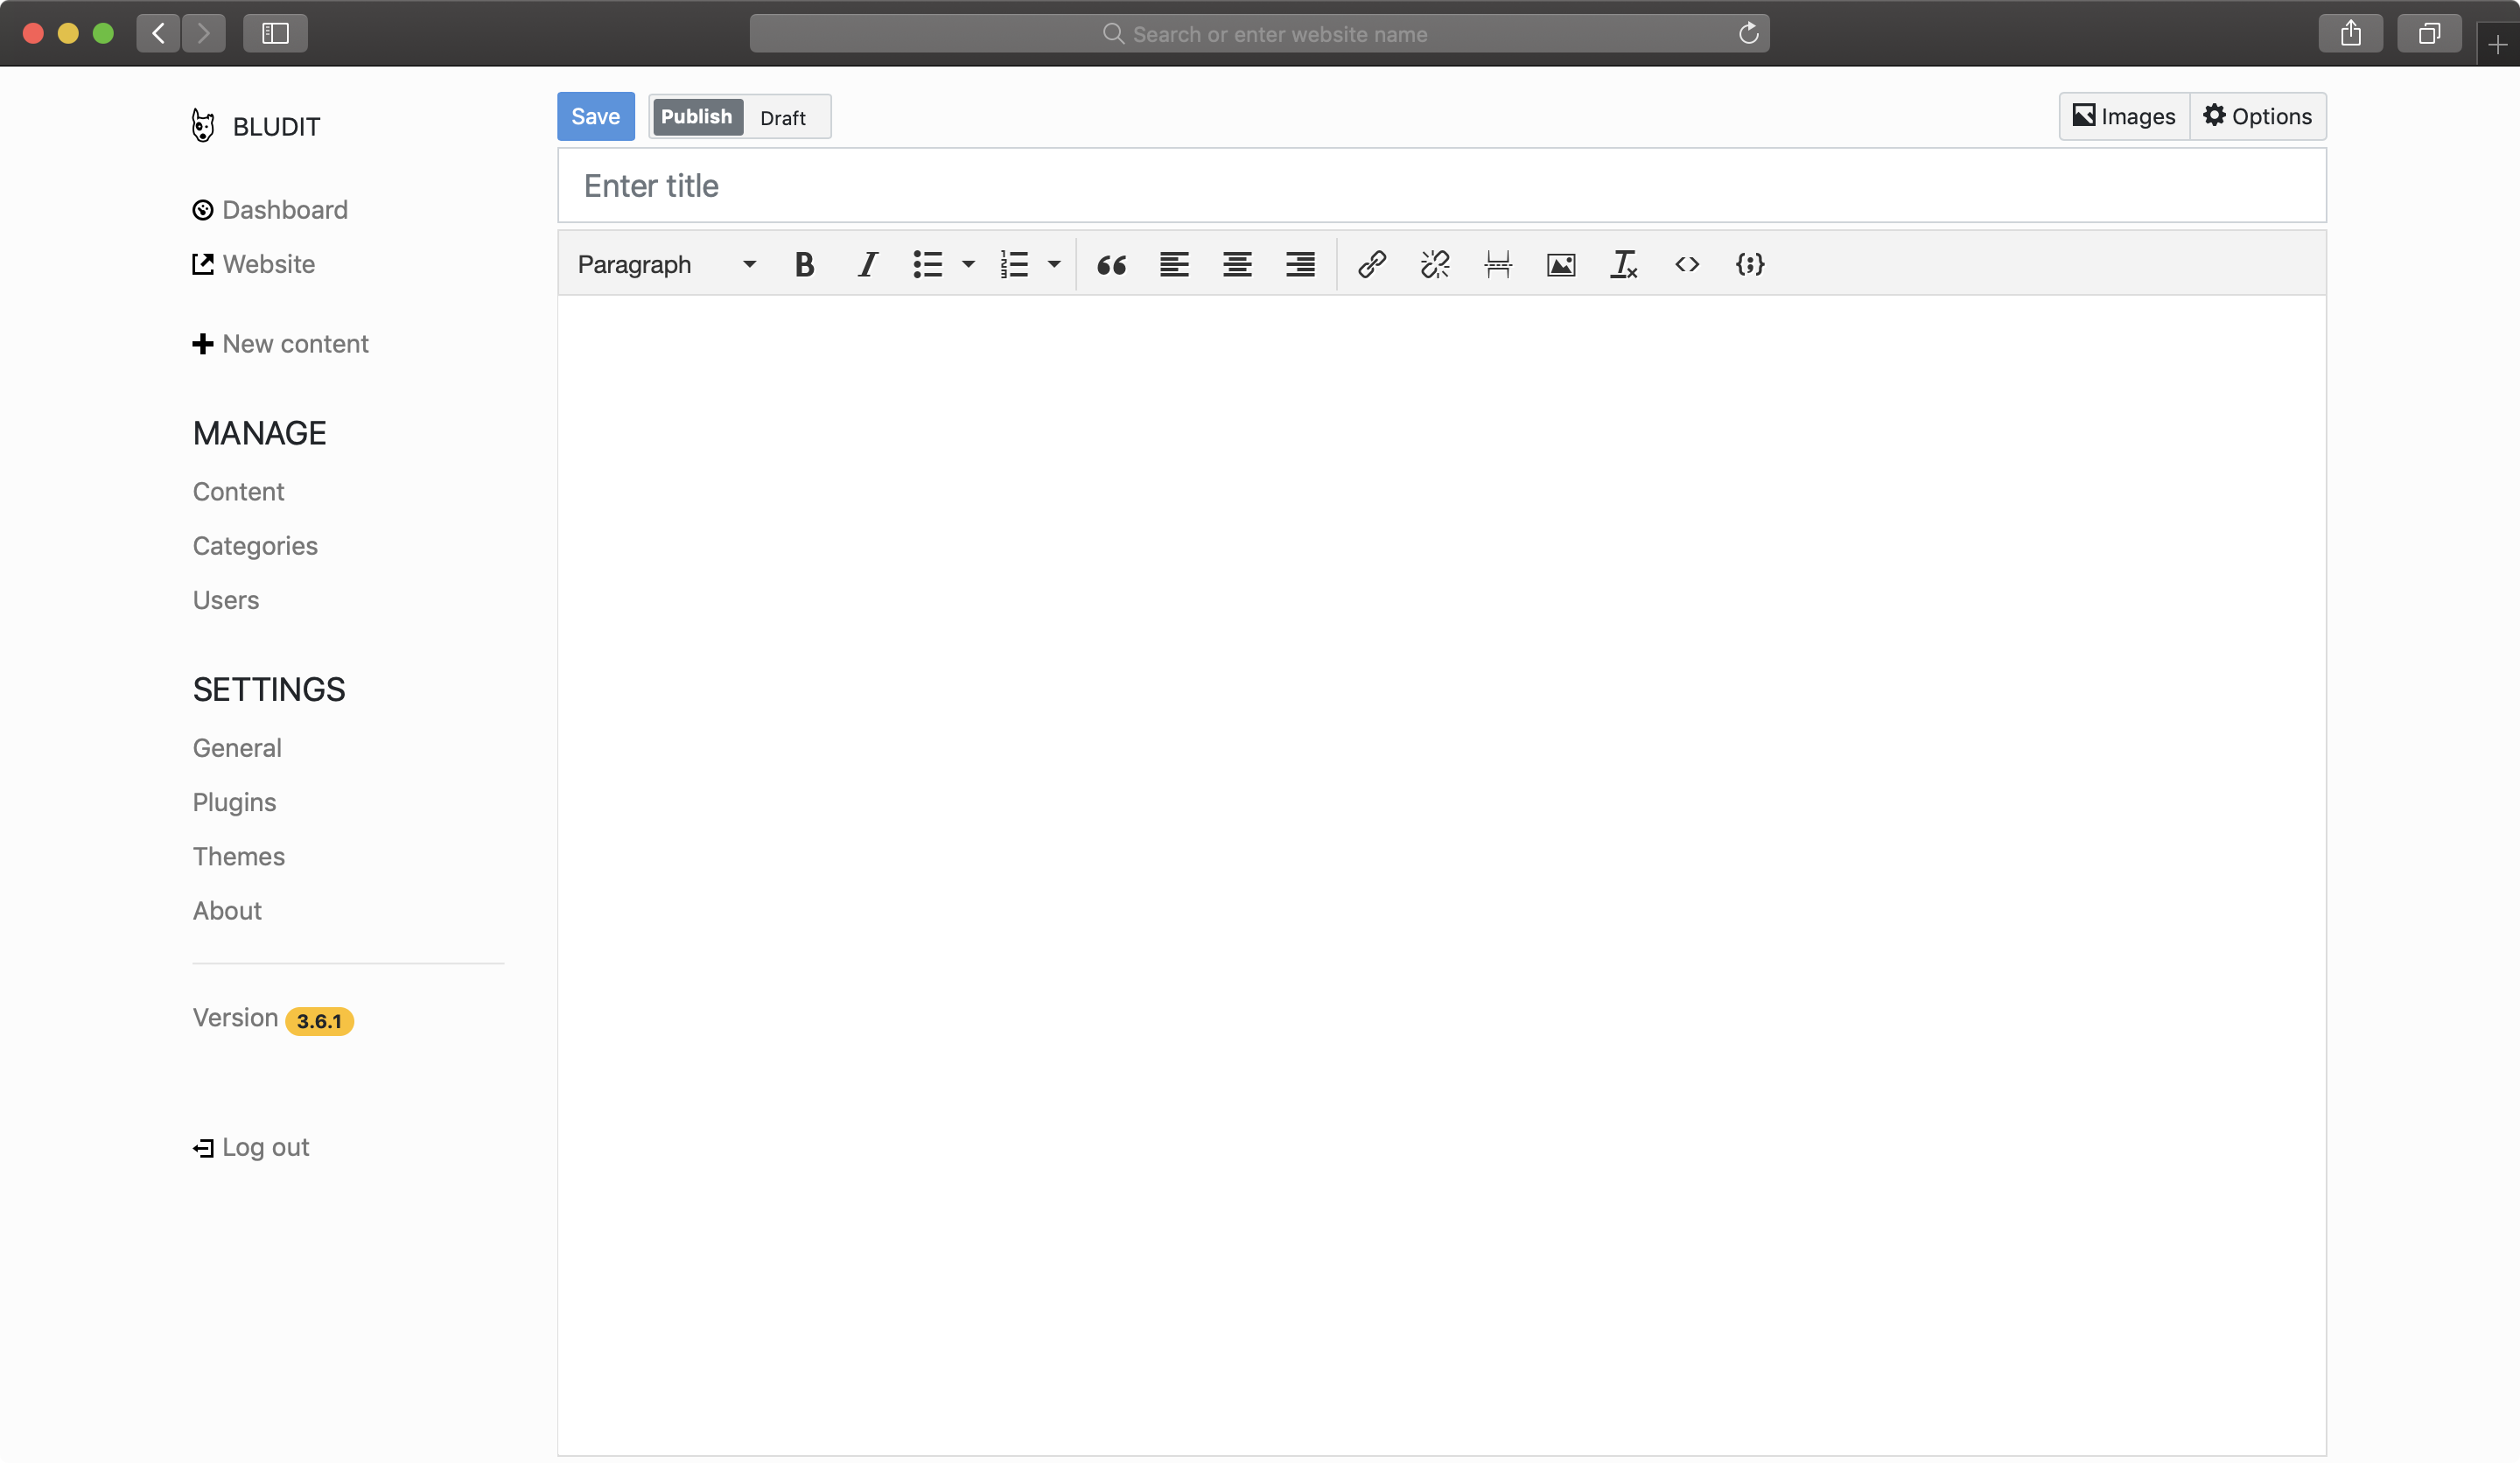 Search or enter website name
BLUDIT
Dashboard
Website
New content
MANAGE
Content
Categories
Users
SETTINGS
General
Plugins
Themes
About
Version 3.6.1
Log out
Save Publish Draft Images Options
Enter title
Paragraph